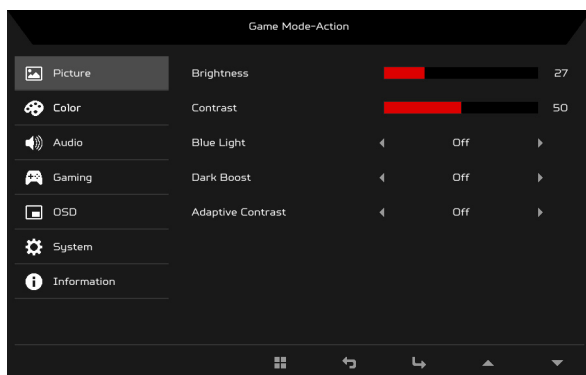 Game Mode-Action
Picture
Brightness 27
Color
Contrast 50
Audio
Blue Light Off
Gaming
Dark Boost Off
OSD
Adaptive Contrast Off
System
Information